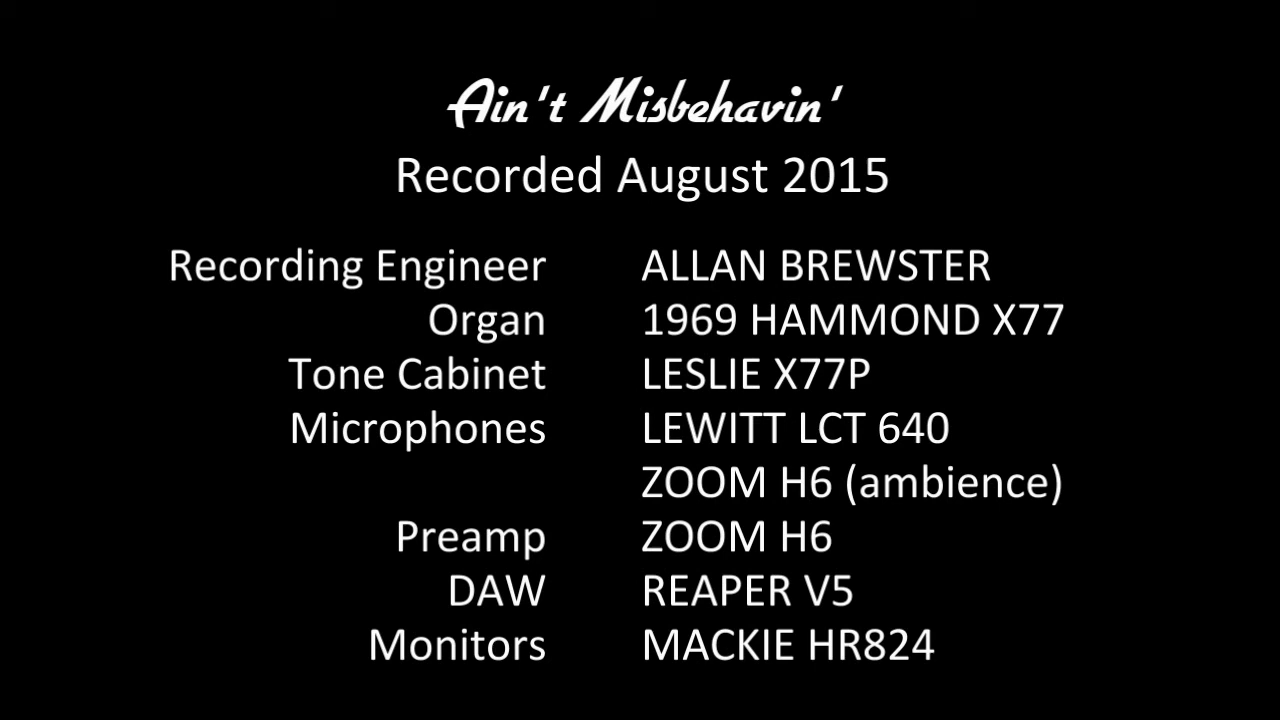 Ain't Misbehavin'
Recorded August 2015
Recording Engineer ALLAN BREWSTER
Organ 1969 HAMMOND X77
Tone Cabinet LESLIE X77P
Microphones LEWITT LCT 640
ZOOM H6 (ambience)
Preamp ZOOM H6
DAW REAPER V5
Monitors MACKIE HR824